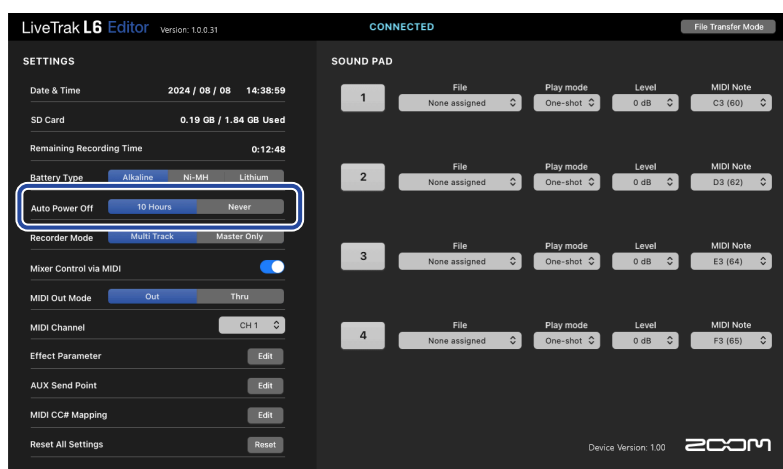 LiveTrak L6 Editor Version: 1.0.0.31
CONNECTED
File Transfer Mode
SETTINGS
Date & Time 2024 / 08 / 08 14:38:59
SD Card 0.19 GB / 1.84 GB Used
Remaining Recording Time 0:12:48
Battery Type Alkaline Ni-MH Lithium
Auto Power Off 10 Hours Never
Recorder Mode Multi Track Master Only
Mixer Control via MIDI
MIDI Out Mode Out Thru
MIDI Channel CH 1
Effect Parameter Edit
AUX Send Point Edit
MIDI CC# Mapping Edit
Reset All Settings Reset
SOUND PAD
File Play mode Level MIDI Note
1 None assigned One-shot 0 dB C3 (60)
File Play mode Level MIDI Note
2 None assigned One-shot 0 dB D3 (62)
File Play mode Level MIDI Note
3 None assigned One-shot 0 dB E3 (64)
File Play mode Level MIDI Note
4 None assigned One-shot 0 dB F3 (65)
Device Version: 1.00 ZOOM